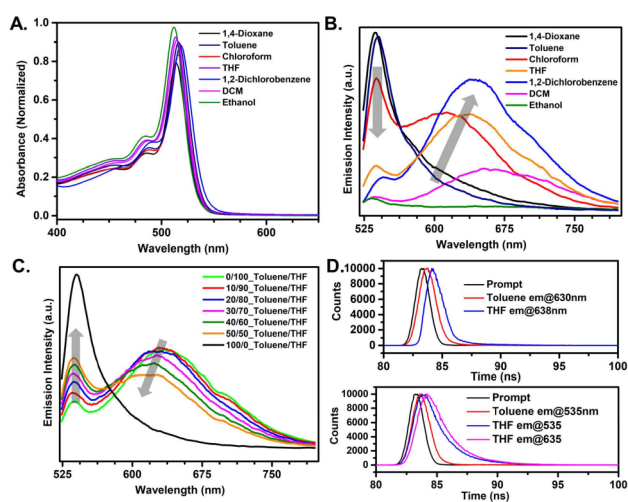 A.
1,4-Dioxane
Toluene
Chloroform
THF
1,2-Dichlorobenzene
DCM
Ethanol
Absorbance (Normalized)
1.0
0.8
0.6
0.4
0.2
0.0
400 500 600
Wavelength (nm)
B.
1,4-Dioxane
Toluene
Chloroform
THF
1,2-Dichlorobenzene
DCM
Ethanol
Emission Intensity (a.u.)
525 600 675 750
Wavelength (nm)
C.
0/100_Toluene/THF
10/90_Toluene/THF
20/80_Toluene/THF
30/70_Toluene/THF
40/60_Toluene/THF
50/50_Toluene/THF
100/0_Toluene/THF
Emission Intensity (a.u.)
525 600 675 750
Wavelength (nm)
D.
Prompt
Toluene em@630nm
THF em@638nm
Counts
10000
8000
6000
4000
2000
0
80 85 90 95 100
Time (ns)
Prompt
Toluene em@535nm
THF em@535
THF em@635
Counts
10000
8000
6000
4000
2000
0
80 85 90 95 100
Time (ns)